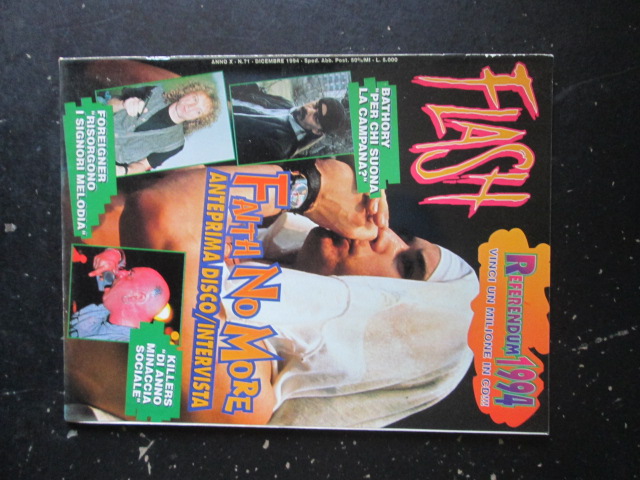 ANNO X - N.71 - DICEMBRE 1994 - Sped. Abb. Post. 50%/MI - L. 5.000
FLASH
REFERENDUM 1994
VINCI UN MILIONE IN CD!!!
BATHORY
"PER CHI SUONA
LA CAMPANA?"
FOREIGNER
"RISORGONO
I SIGNORI MELODIA"
FAITH NO MORE
ANTEPRIMA DISCO/INTERVISTA
KILLERS
"DI ANNO
MINACCIA
SOCIALE"